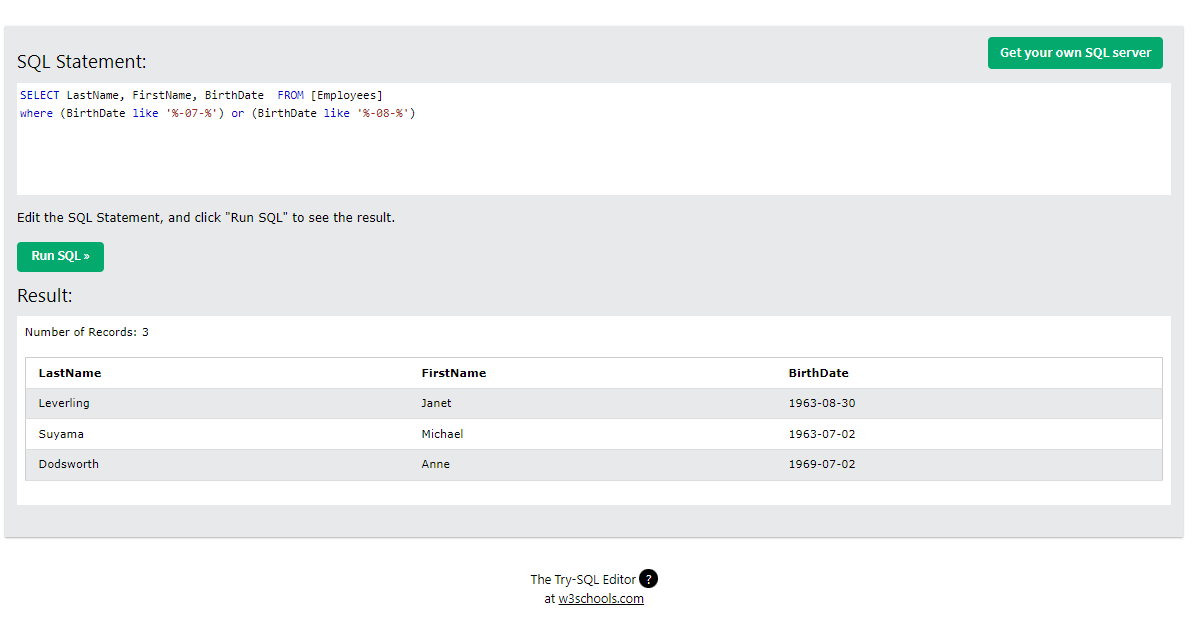 SQL Statement:
Get your own SQL server
SELECT LastName, FirstName, BirthDate  FROM [Employees]
where (BirthDate like '%-07-%') or (BirthDate like '%-08-%')
Edit the SQL Statement, and click "Run SQL" to see the result.
Run SQL »
Result:
Number of Records: 3
LastName FirstName BirthDate
Leverling Janet 1963-08-30
Suyama Michael 1963-07-02
Dodsworth Anne 1969-07-02
The Try-SQL Editor ?
at w3schools.com